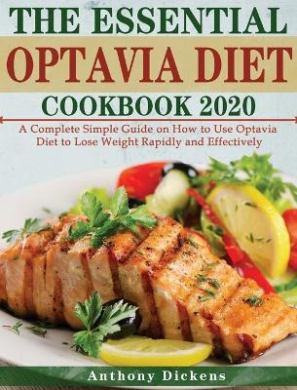 THE ESSENTIAL
OPTAVIA DIET
COOKBOOK 2020
A Complete Simple Guide on How to Use Optavia
Diet to Lose Weight Rapidly and Effectively
Anthony Dickens